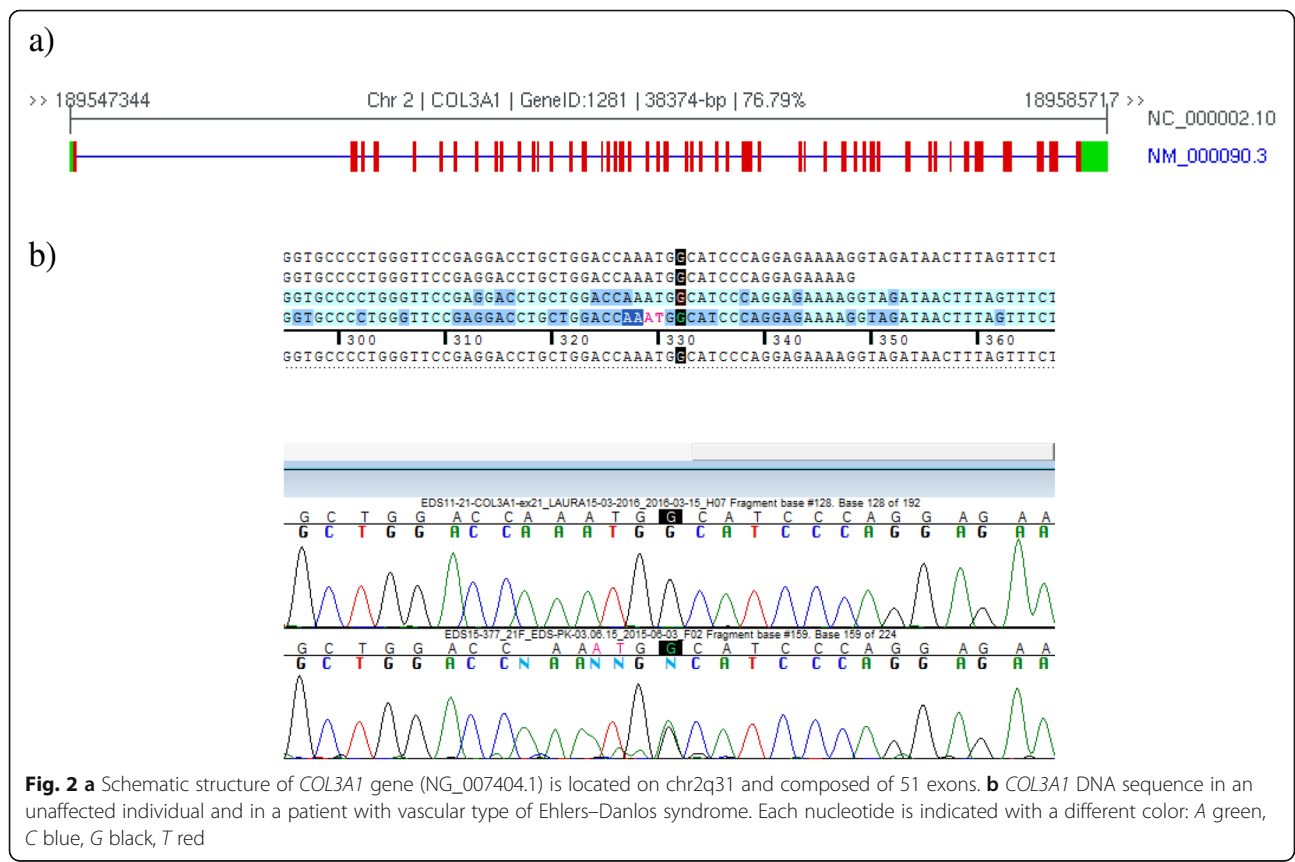 a)
>> 189547344 Chr 2 | COL3A1 | GeneID:1281 | 38374-bp | 76.79% 189585717 >>
NC_000002.10
NM_000090.3
b)
GGTGCCCCTGGGTTCCGAGGACCTGCTGGACCAAATGGCATCCCAGGAGAAAAGGTAGATAACTTTAGTTTCT
GGTGCCCCTGGGTTCCGAGGACCTGCTGGACCAAATGGCATCCCAGGAGAAAAG
GGTGCCCCTGGGTTCCGAGGACCTGCTGGACCAAATGGCATCCCAGGAGAAAAGGTAGATAACTTTAGTTTCT
GGTGCCCCTGGGTTCCGAGGACCTGCTGGACCAAATGGCATCCCAGGAGAAAAGGTAGATAACTTTAGTTTCT
300 310 320 330 340 350 360
GGTGCCCCTGGGTTCCGAGGACCTGCTGGACCAAATGGCATCCCAGGAGAAAAGGTAGATAACTTTAGTTTCT
EDS11-21-COL3A1-ex21_LAURA15-03-2016_2016-03-15_H07 Fragment base #128. Base 128 of 192
G C T G G A C C A A A T G G C A T C C C A G G A G A A
G C T G G A C C A A A T G G C A T C C C A G G A G A A
EDS15-377_21F_EDS-PK-03.06.15_2015-06-03_F02 Fragment base #159. Base 159 of 224
G C T G G A C C A A A T G G C A T C C C A G G A G A A
G C T G G A C C N A A N N G N C A T C C C A G G A G A A
Fig. 2 a Schematic structure of COL3A1 gene (NG_007404.1) is located on chr2q31 and composed of 51 exons. b COL3A1 DNA sequence in an
unaffected individual and in a patient with vascular type of Ehlers–Danlos syndrome. Each nucleotide is indicated with a different color: A green,
C blue, G black, T red